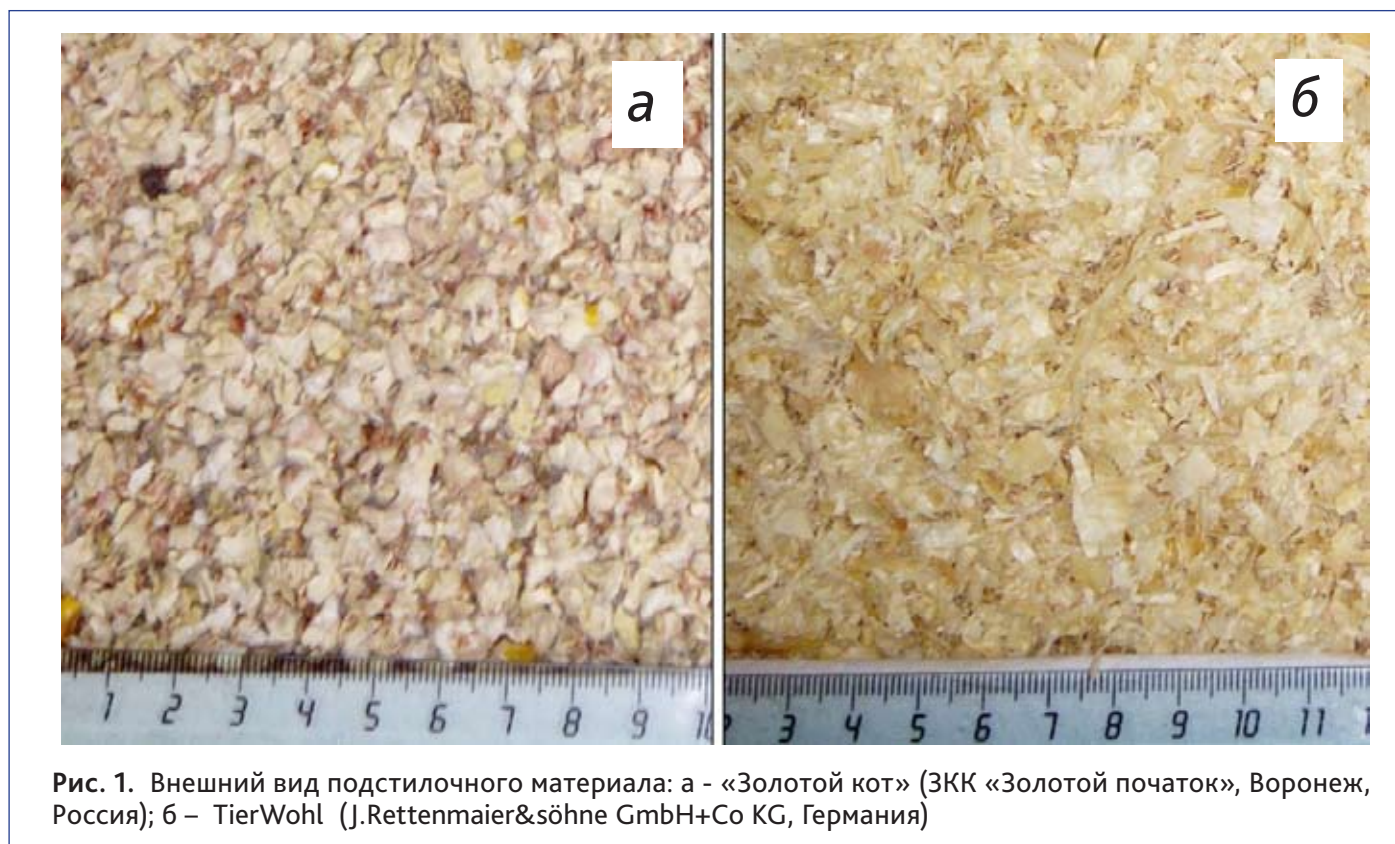 а
б
1 2 3 4 5 6 7 8 9 10
2 3 4 5 6 7 8 9 10 11
Рис. 1. Внешний вид подстилочного материала: а - «Золотой кот» (ЗКК «Золотой початок», Воронеж,
Россия); б – TierWohl (J.Rettenmaier&söhne GmbH+Co KG, Германия)